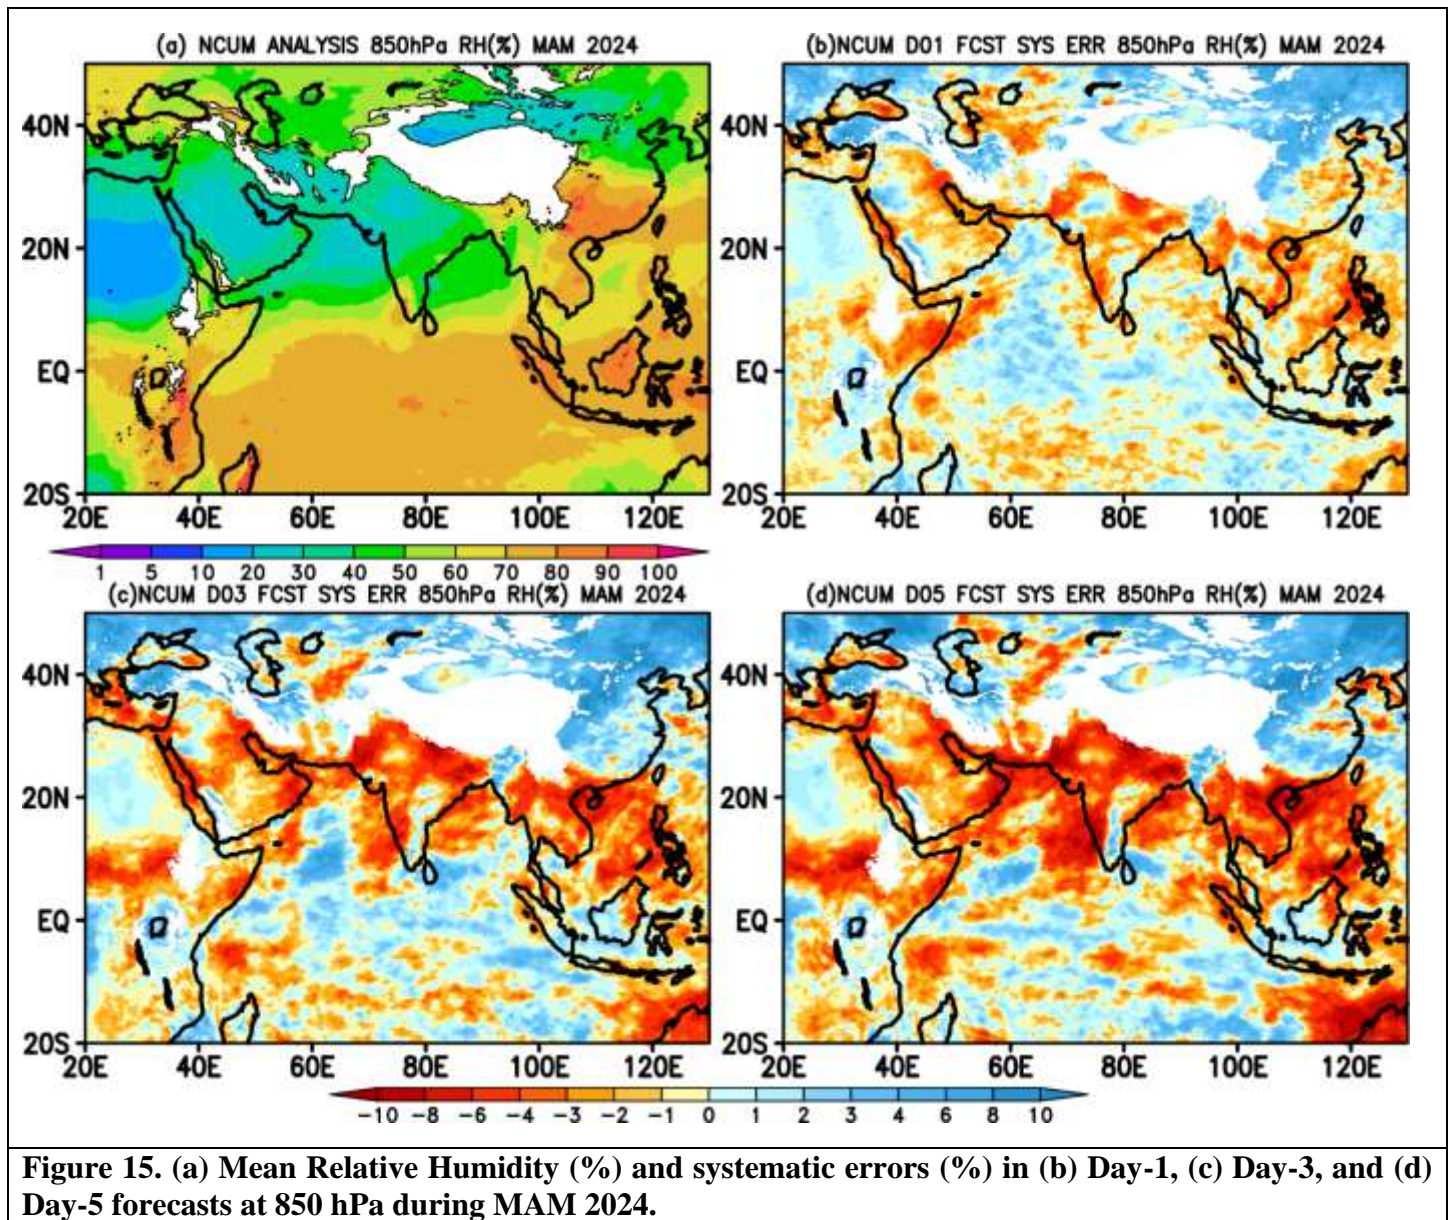 (a) NCUM ANALYSIS 850hPa RH(%) MAM 2024
40N
20N
EQ
20S
20E 40E 60E 80E 100E 120E
1 5 10 20 30 40 50 60 70 80 90 100
(b)NCUM D01 FCST SYS ERR 850hPa RH(%) MAM 2024
40N
20N
EQ
20S
20E 40E 60E 80E 100E 120E
(c)NCUM D03 FCST SYS ERR 850hPa RH(%) MAM 2024
40N
20N
EQ
20S
20E 40E 60E 80E 100E 120E
(d)NCUM D05 FCST SYS ERR 850hPa RH(%) MAM 2024
40N
20N
EQ
20S
20E 40E 60E 80E 100E 120E
−10 −8 −6 −4 −3 −2 −1 0 1 2 3 4 6 8 10
Figure 15. (a) Mean Relative Humidity (%) and systematic errors (%) in (b) Day-1, (c) Day-3, and (d)
Day-5 forecasts at 850 hPa during MAM 2024.